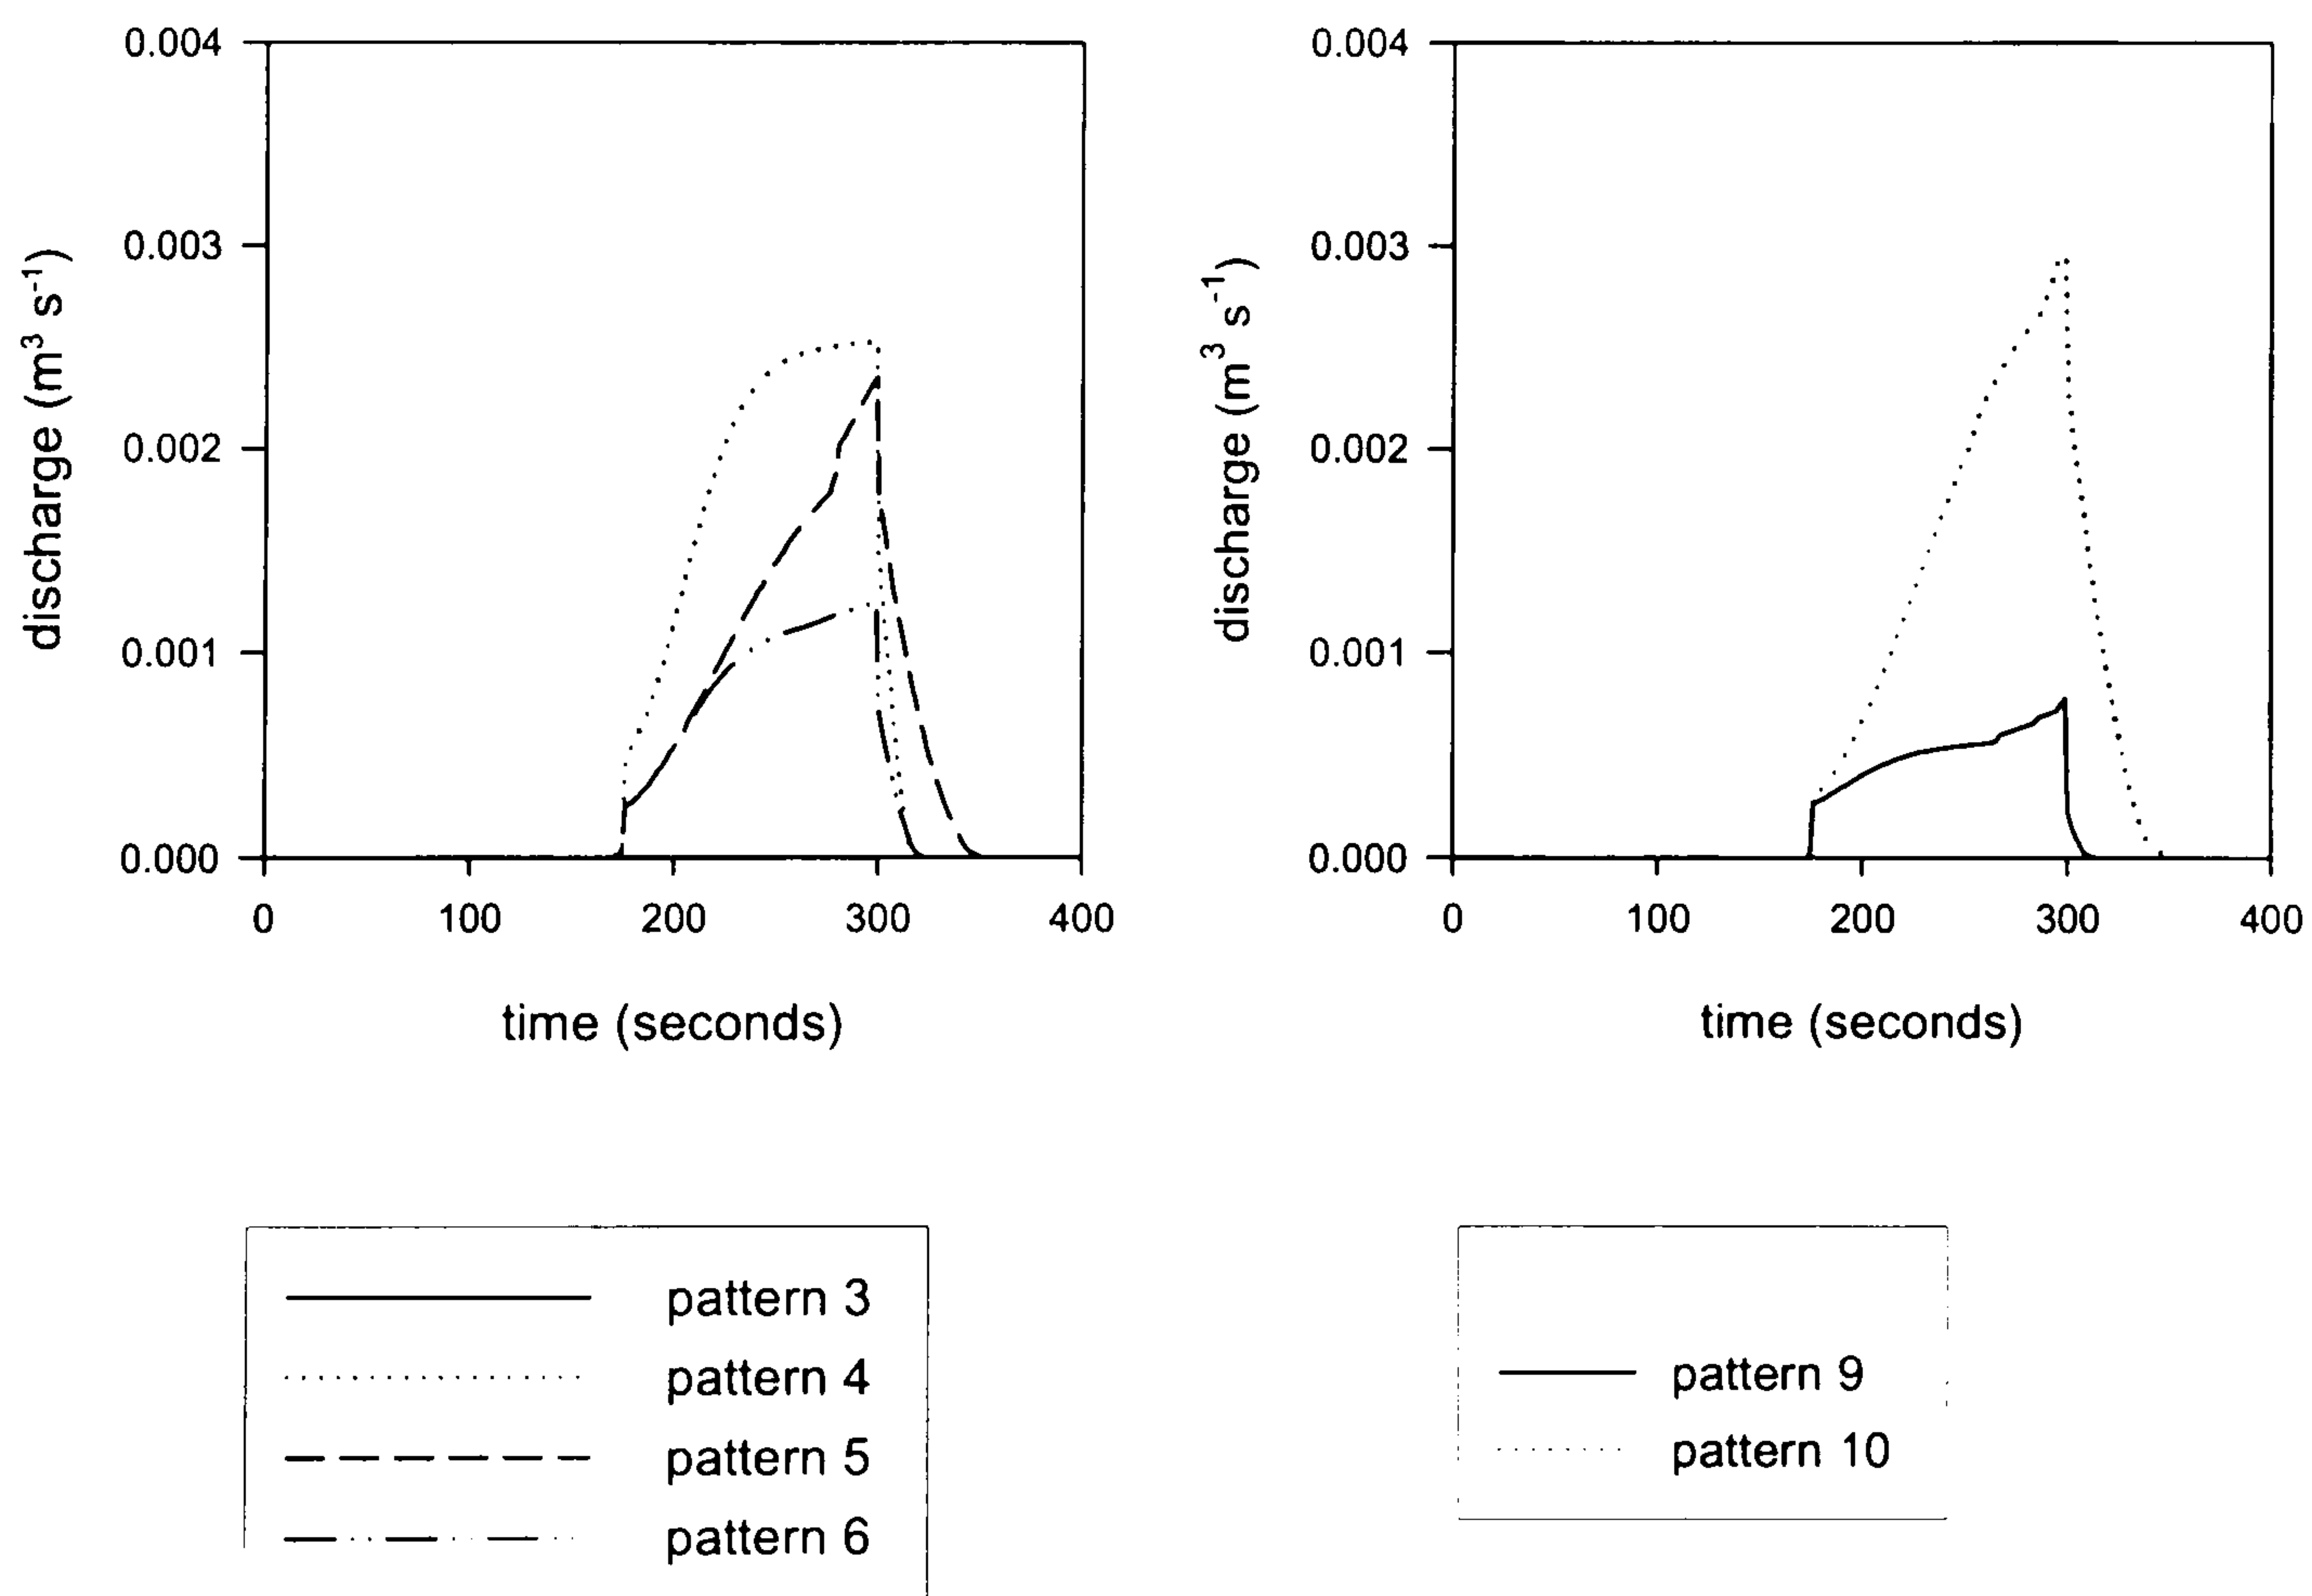 0.004
0.003
0.002
0.001
0.000
discharge (m³ s⁻¹)
0 100 200 300 400
time (seconds)
0.004
0.003
0.002
0.001
0.000
discharge (m³ s⁻¹)
0 100 200 300 400
time (seconds)
pattern 3
pattern 4
pattern 5
pattern 6
pattern 9
pattern 10